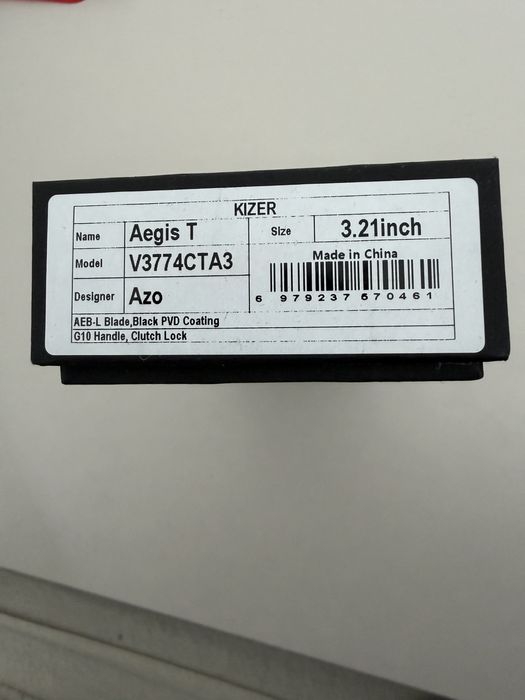 KIZER
Name Aegis T Size 3.21inch
Model V3774CTA3 Made in China
Designer Azo 6 979237 570461
AEB-L Blade,Black PVD Coating
G10 Handle, Clutch Lock